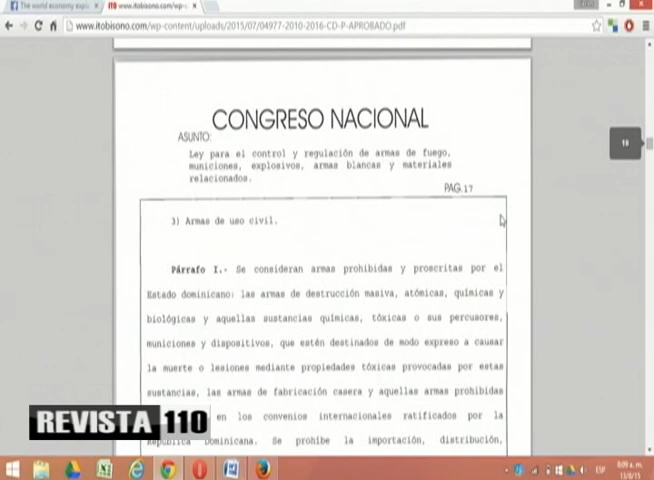 The world economy expl
www.itobisono.com/wp-c
www.itobisono.com/wp-content/uploads/2015/07/04977-2010-2016-CD-P-APROBADO.pdf
CONGRESO NACIONAL
ASUNTO:
Ley para el control y regulación de armas de fuego,
municiones, explosivos, armas blancas y materiales
relacionados.
PAG.17
18
3) Armas de uso civil.
Párrafo I.- Se consideran armas prohibidas y proscritas por el
Estado dominicano: las armas de destrucción masiva, atómicas, químicas y
biológicas y aquellas sustancias químicas, tóxicas o sus percusores,
municiones y dispositivos, que estén destinados de modo expreso a causar
la muerte o lesiones mediante propiedades tóxicas provocadas por estas
sustancias, las armas de fabricación casera y aquellas armas prohibidas
en los convenios internacionales ratificados por la
República Dominicana. Se prohíbe la importación, distribución,
REVISTA 110
ESP
8:09 a.m.
13/8/15